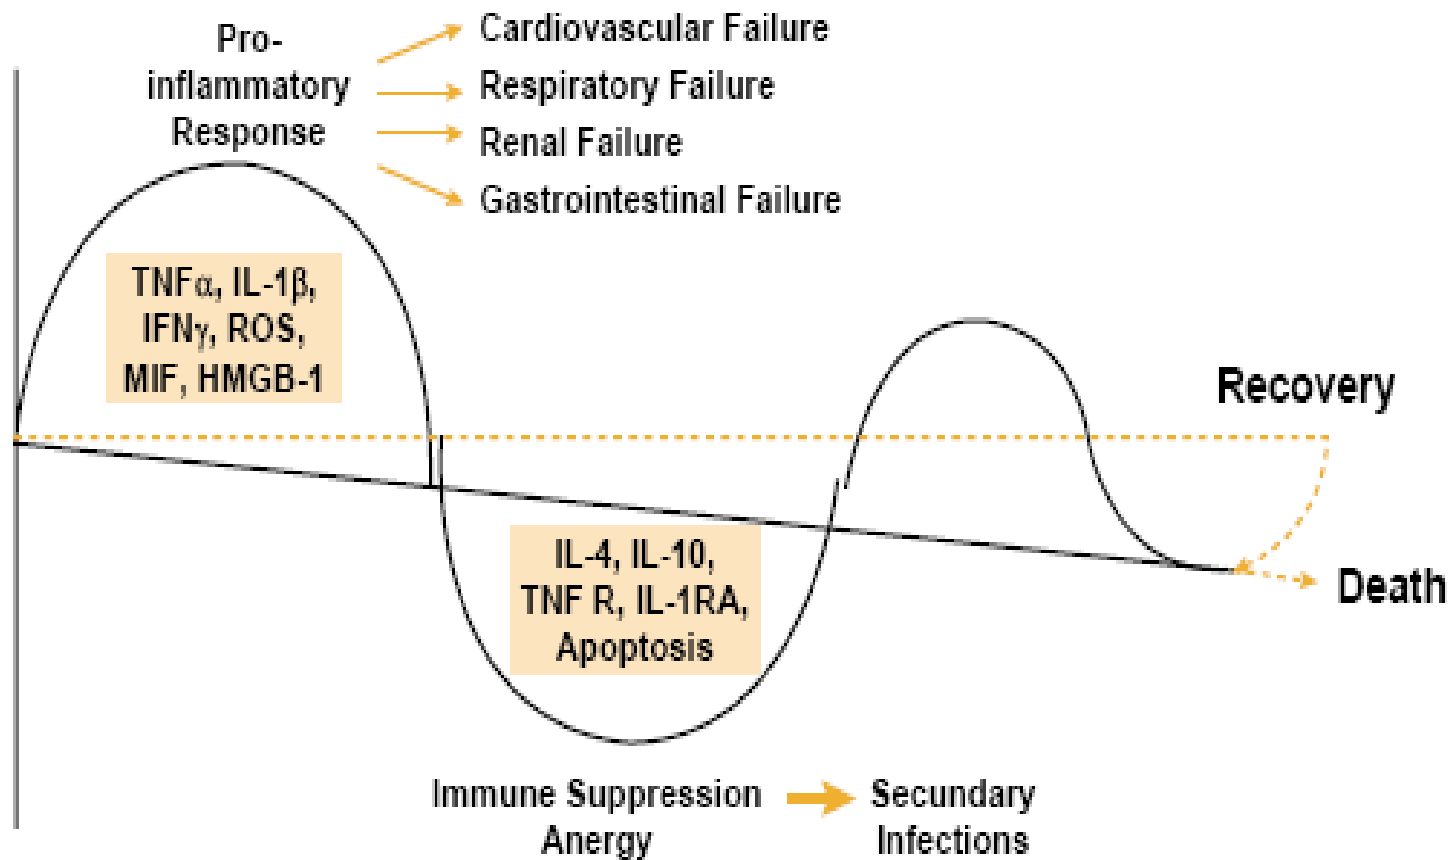 Pro-
inflammatory
Response
Cardiovascular Failure
Respiratory Failure
Renal Failure
Gastrointestinal Failure
TNFα, IL-1β,
IFNγ, ROS,
MIF, HMGB-1
Recovery
IL-4, IL-10,
TNF R, IL-1RA,
Apoptosis
Death
Immune Suppression
Anergy
Secundary
Infections